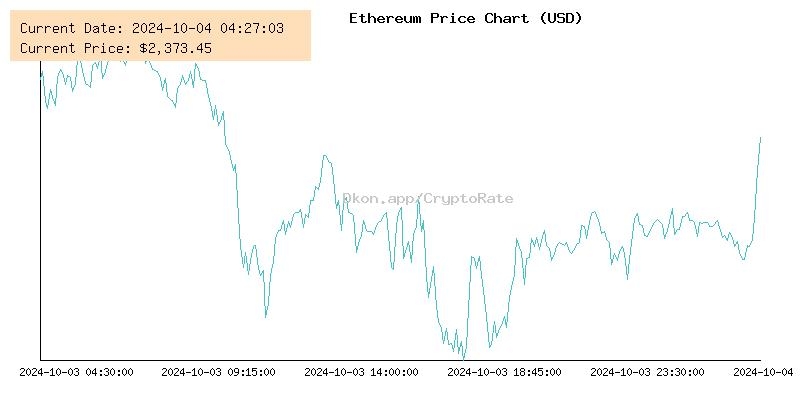 Ethereum Price Chart (USD)
Current Date: 2024-10-04 04:27:03
Current Price: $2,373.45
0kon.app/CryptoRate
2024-10-03 04:30:00
2024-10-03 09:15:00
2024-10-03 14:00:00
2024-10-03 18:45:00
2024-10-03 23:30:00
2024-10-04